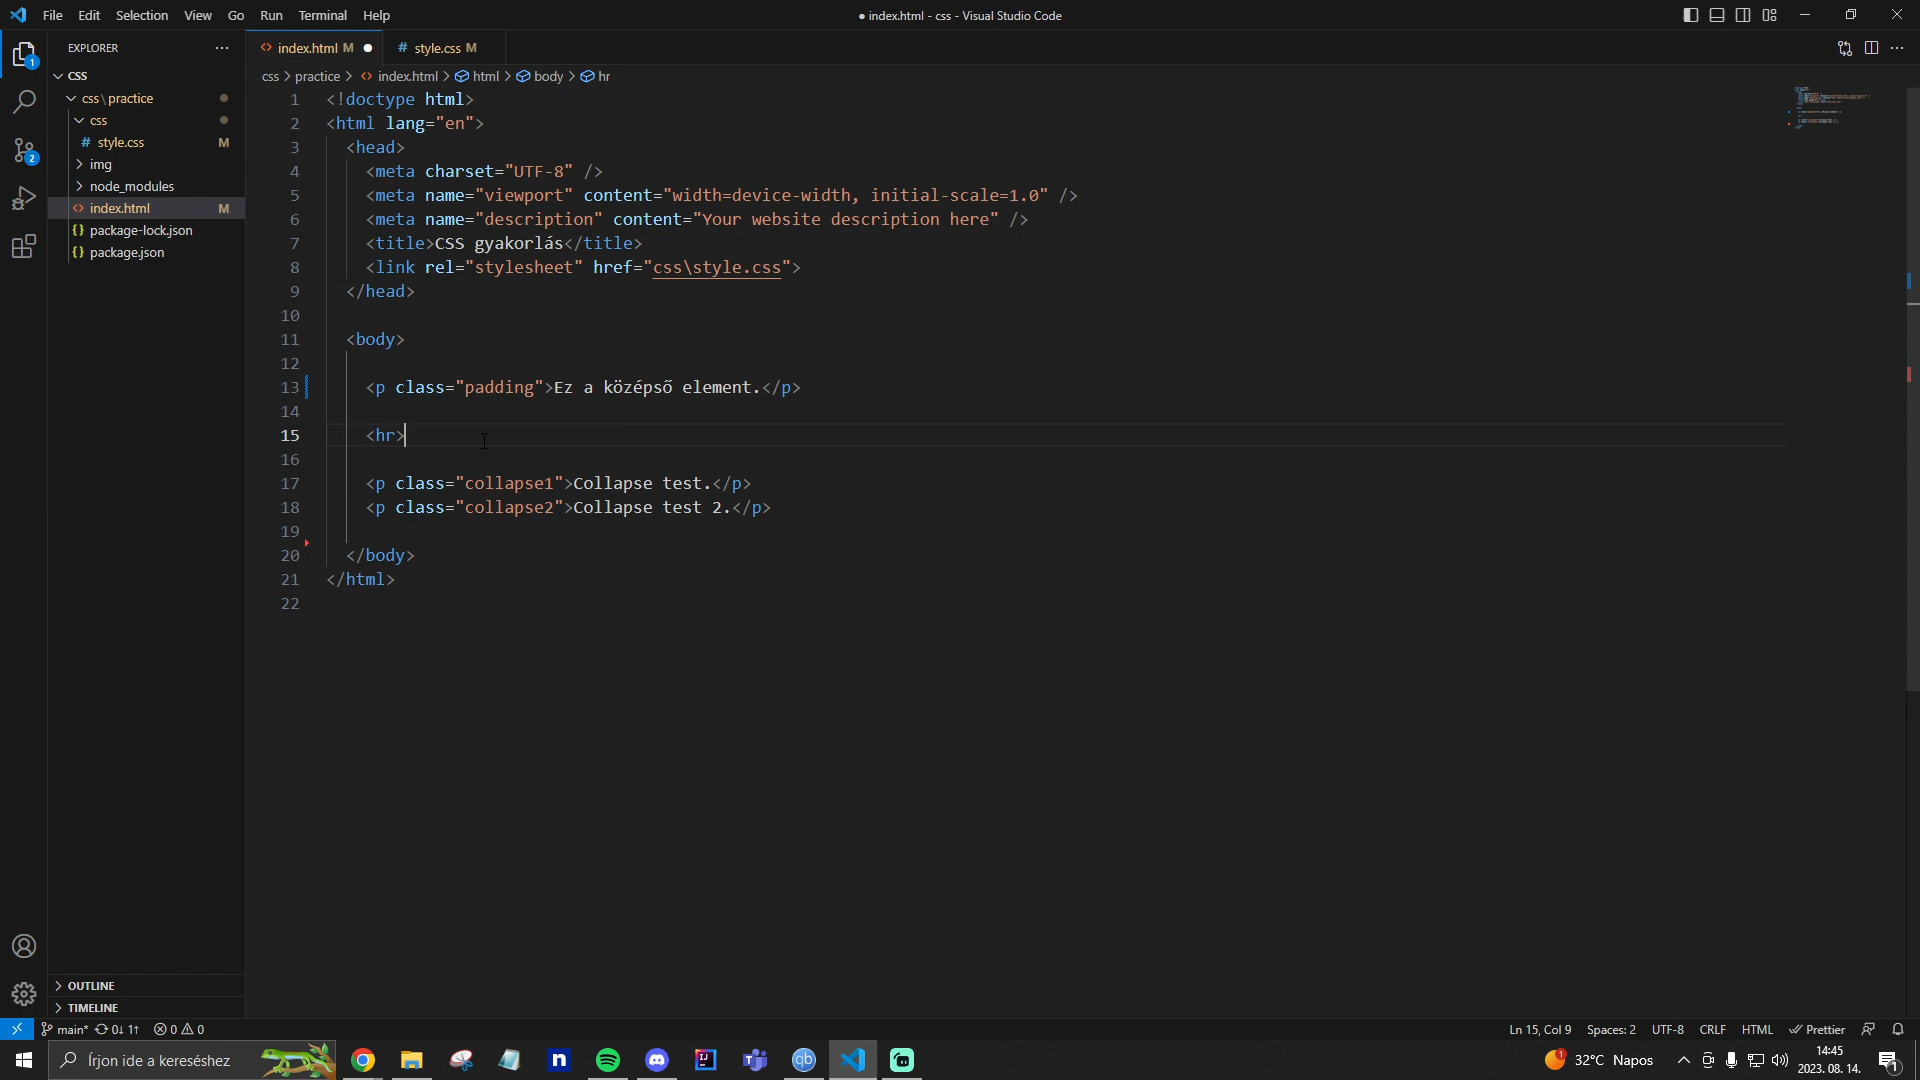 File Edit Selection View Go Run Terminal Help
● index.html - css - Visual Studio Code
EXPLORER
index.html M
# style.css M
css > practice > index.html > html > body > hr
CSS
css\practice
css
# style.css M
img
node_modules
index.html M
{} package-lock.json
{} package.json
1 <!doctype html>
2 <html lang="en">
3 <head>
4 <meta charset="UTF-8" />
5 <meta name="viewport" content="width=device-width, initial-scale=1.0" />
6 <meta name="description" content="Your website description here" />
7 <title>CSS gyakorlás</title>
8 <link rel="stylesheet" href="css\style.css">
9 </head>
10
11 <body>
12
13 <p class="padding">Ez a középső element.</p>
14
15 <hr>
16
17 <p class="collapse1">Collapse test.</p>
18 <p class="collapse2">Collapse test 2.</p>
19
20 </body>
21 </html>
22
1
2
OUTLINE
TIMELINE
main* 0↓ 1↑ 0 0
Ln 15, Col 9 Spaces: 2 UTF-8 CRLF HTML Prettier
Írjon ide a kereséshez
n
IJ
qb
1
32°C Napos
14:45
2023. 08. 14.
1